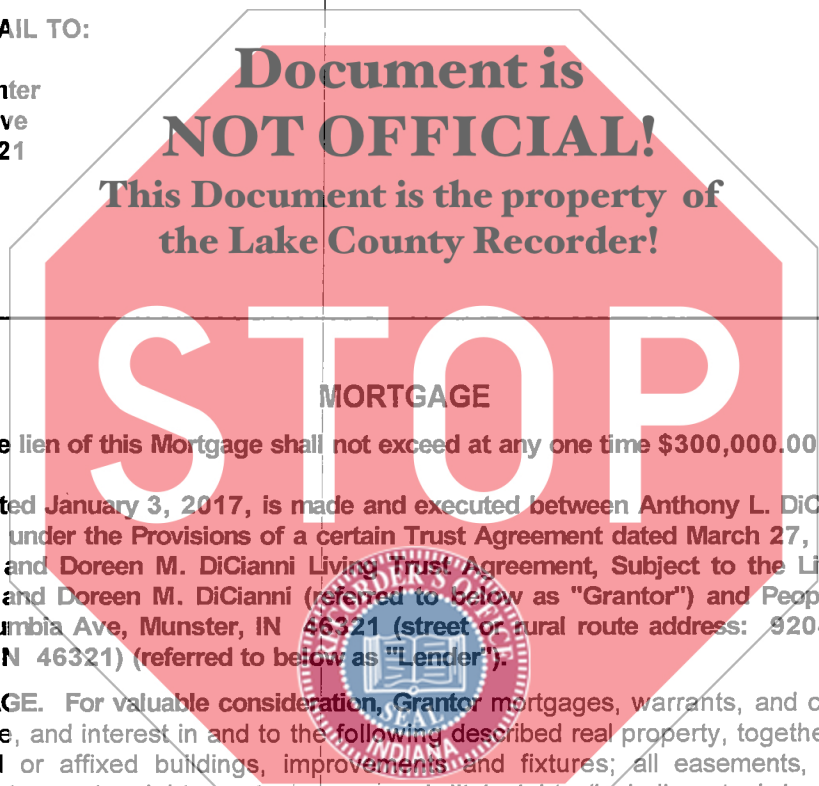 AIL TO:
nter
ve
21
Document is
NOT OFFICIAL!
This Document is the property of
the Lake County Recorder!
STOP
MORTGAGE
e lien of this Mortgage shall not exceed at any one time $300,000.00
ted January 3, 2017, is made and executed between Anthony L. DiC
under the Provisions of a certain Trust Agreement dated March 27,
and Doreen M. DiCianni Living Trust Agreement, Subject to the Li
and Doreen M. DiCianni (referred to below as "Grantor") and Peop
umbia Ave, Munster, IN 46321 (street or rural route address: 920
N 46321) (referred to below as "Lender").
RECORDER'S OFFICE
SEAL
INDIANA
GE. For valuable consideration, Grantor mortgages, warrants, and c
e, and interest in and to the following described real property, togethe
or affixed buildings, improvements and fixtures; all easements,